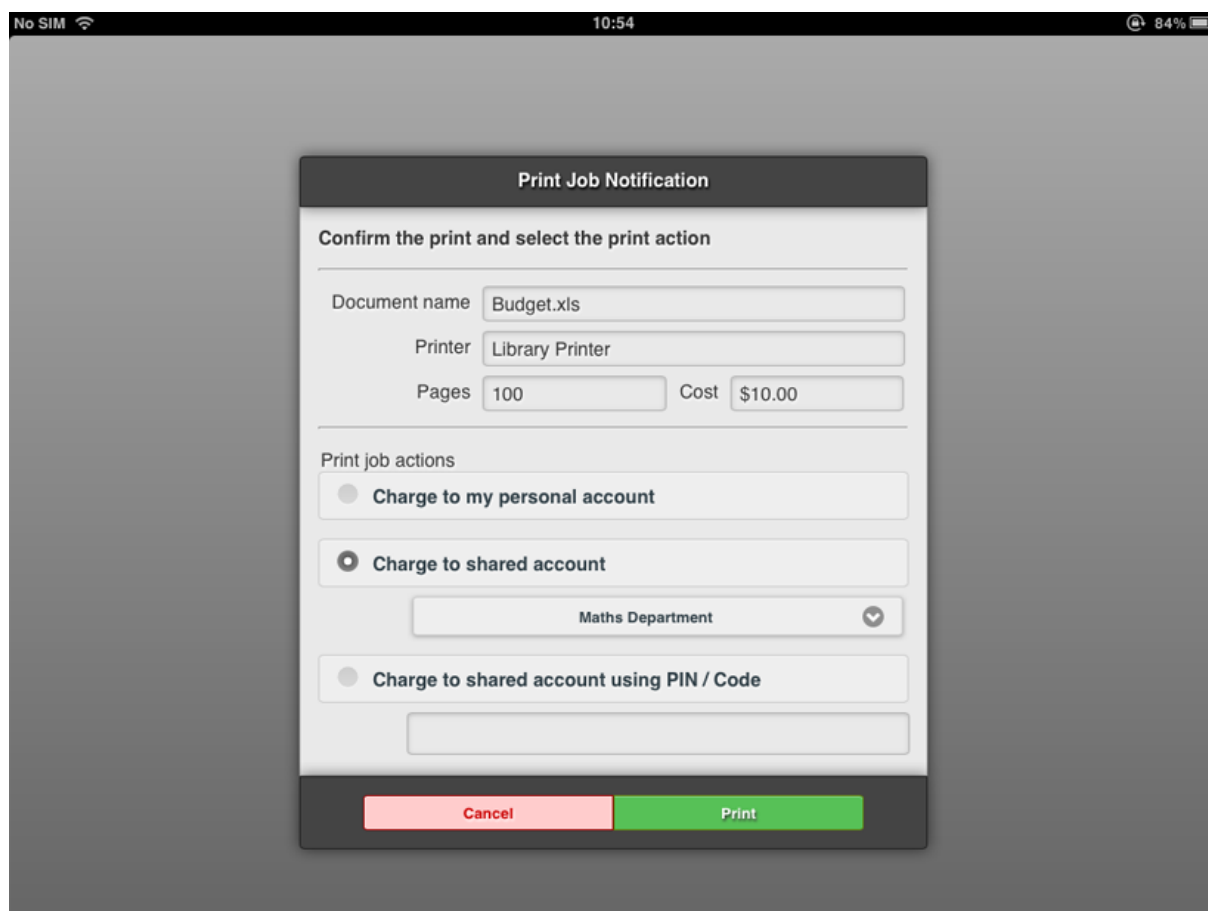 No SIM 10:54 84%
Print Job Notification
Confirm the print and select the print action
Document name Budget.xls
Printer Library Printer
Pages 100 Cost $10.00
Print job actions
Charge to my personal account
Charge to shared account
Maths Department
Charge to shared account using PIN / Code
Cancel Print